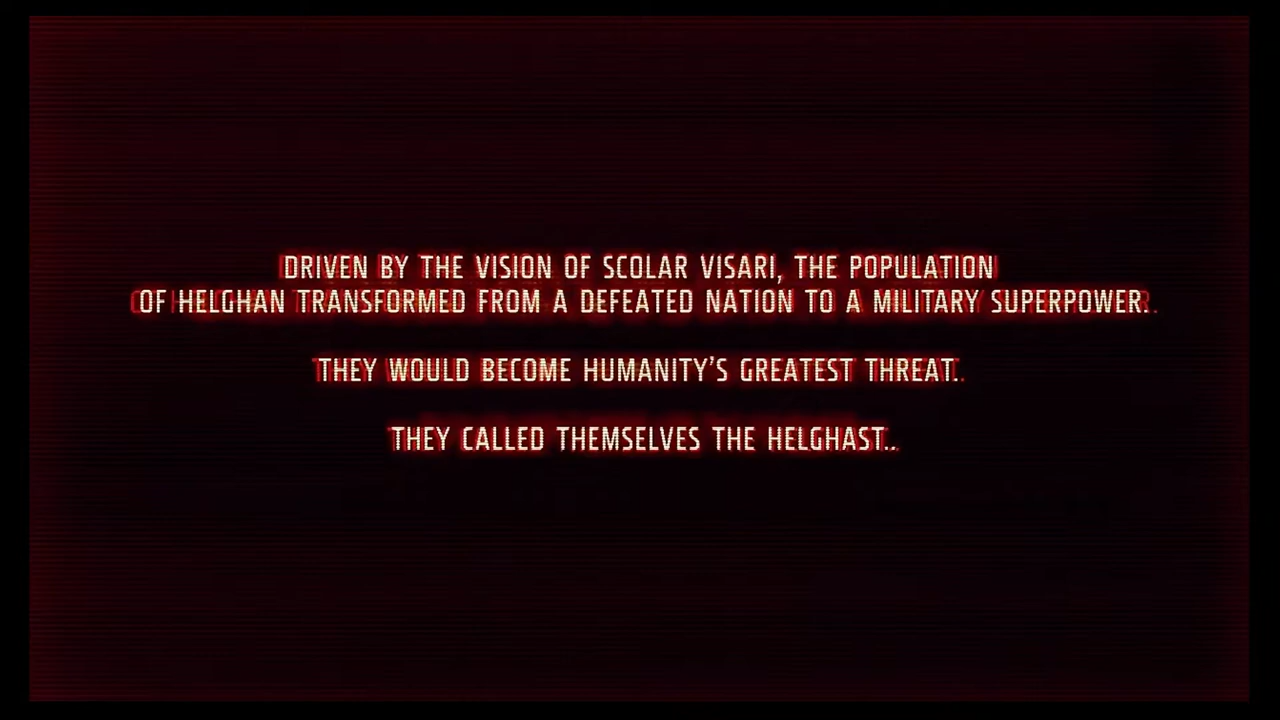 DRIVEN BY THE VISION OF SCOLAR VISARI, THE POPULATION
OF HELGHAN TRANSFORMED FROM A DEFEATED NATION TO A MILITARY SUPERPOWER.
THEY WOULD BECOME HUMANITY'S GREATEST THREAT.
THEY CALLED THEMSELVES THE HELGHAST..